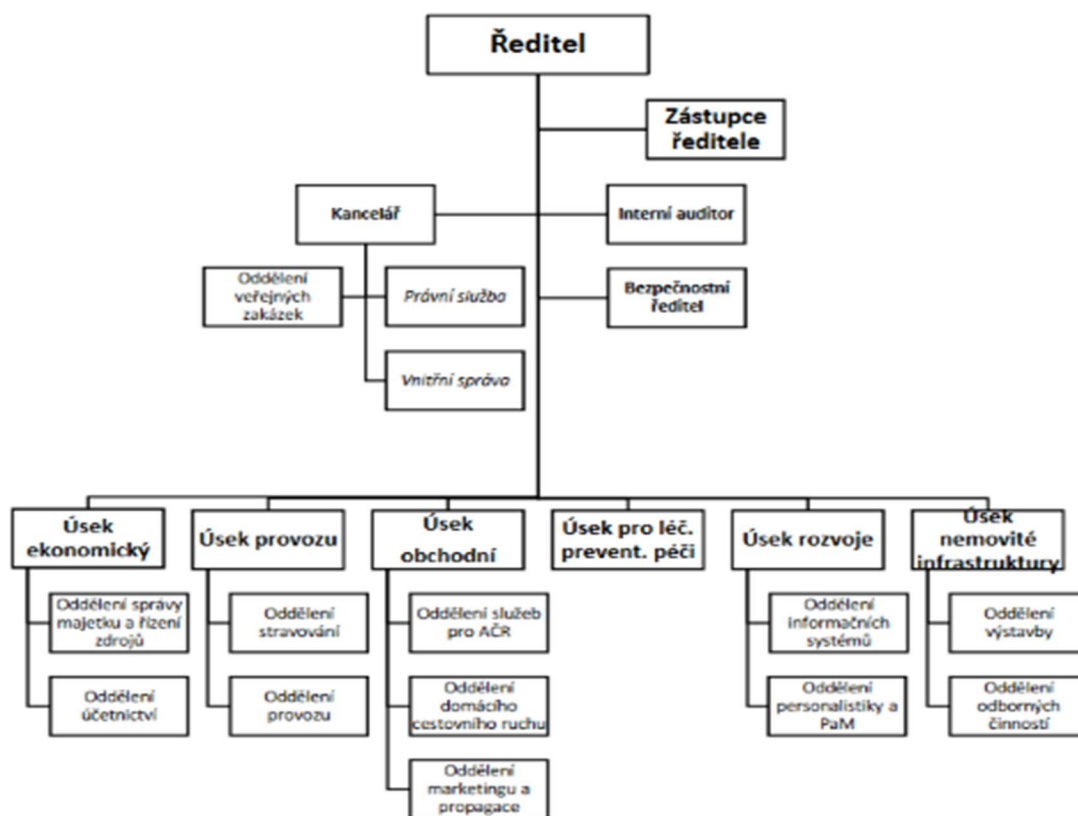 Ředitel
Zástupce
ředitele
Kancelář
Interní auditor
Oddělení
veřejných
zakázek
Právní služba
Bezpečnostní
ředitel
Vnitřní správa
Úsek
ekonomický
Úsek provozu
Úsek
obchodní
Úsek pro léč.
prevent. péči
Úsek rozvoje
Úsek
nemovité
infrastruktury
Oddělení správy
majetku a řízení
zdrojů
Oddělení
stravování
Oddělení služeb
pro AČR
Oddělení
informačních
systémů
Oddělení
výstavby
Oddělení
účetnictví
Oddělení
provozu
Oddělení
domácího
cestovního ruchu
Oddělení
personalistiky a
PaM
Oddělení
odborných
činností
Oddělení
marketingu a
propagace